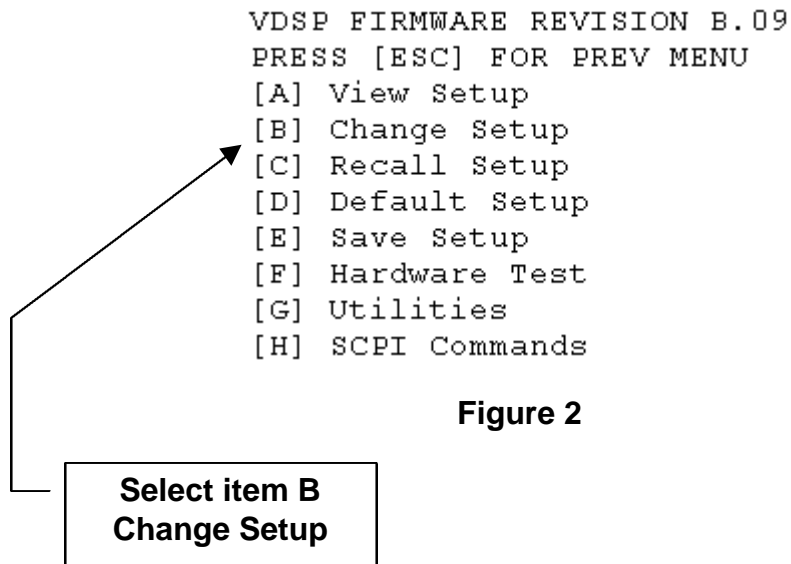 VDSP FIRMWARE REVISION B.09
PRESS [ESC] FOR PREV MENU
[A] View Setup
[B] Change Setup
[C] Recall Setup
[D] Default Setup
[E] Save Setup
[F] Hardware Test
[G] Utilities
[H] SCPI Commands
Figure 2
Select item B
Change Setup